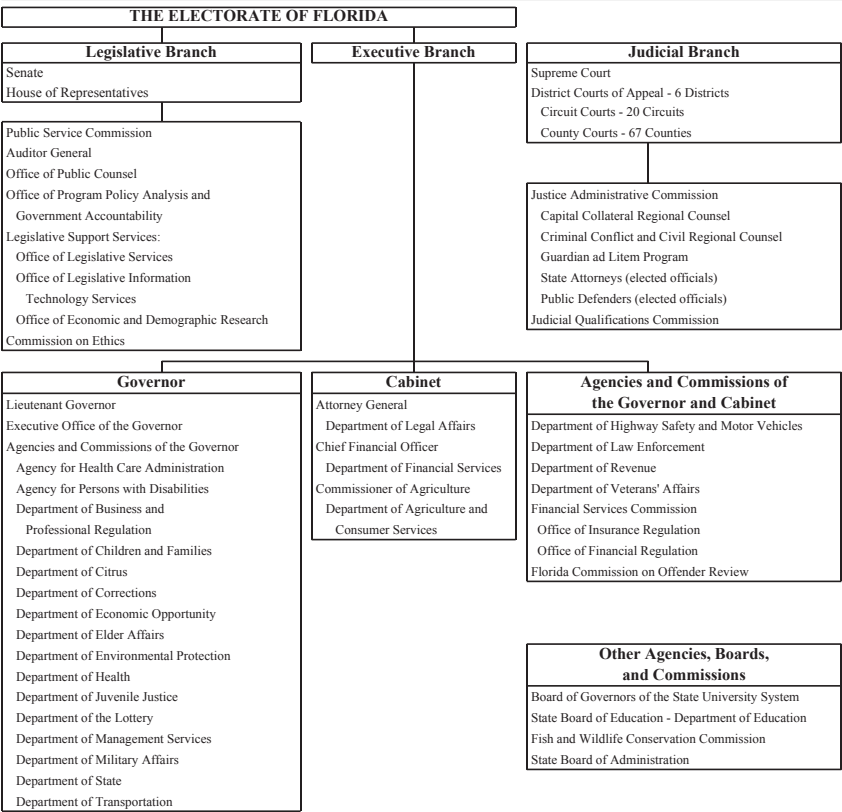 THE ELECTORATE OF FLORIDA
Legislative Branch
Senate
House of Representatives
Public Service Commission
Auditor General
Office of Public Counsel
Office of Program Policy Analysis and
Government Accountability
Legislative Support Services:
Office of Legislative Services
Office of Legislative Information
Technology Services
Office of Economic and Demographic Research
Commission on Ethics
Executive Branch
Judicial Branch
Supreme Court
District Courts of Appeal - 6 Districts
Circuit Courts - 20 Circuits
County Courts - 67 Counties
Justice Administrative Commission
Capital Collateral Regional Counsel
Criminal Conflict and Civil Regional Counsel
Guardian ad Litem Program
State Attorneys (elected officials)
Public Defenders (elected officials)
Judicial Qualifications Commission
Governor
Lieutenant Governor
Executive Office of the Governor
Agencies and Commissions of the Governor
Agency for Health Care Administration
Agency for Persons with Disabilities
Department of Business and
Professional Regulation
Department of Children and Families
Department of Citrus
Department of Corrections
Department of Economic Opportunity
Department of Elder Affairs
Department of Environmental Protection
Department of Health
Department of Juvenile Justice
Department of the Lottery
Department of Management Services
Department of Military Affairs
Department of State
Department of Transportation
Cabinet
Attorney General
Department of Legal Affairs
Chief Financial Officer
Department of Financial Services
Commissioner of Agriculture
Department of Agriculture and
Consumer Services
Agencies and Commissions of
the Governor and Cabinet
Department of Highway Safety and Motor Vehicles
Department of Law Enforcement
Department of Revenue
Department of Veterans' Affairs
Financial Services Commission
Office of Insurance Regulation
Office of Financial Regulation
Florida Commission on Offender Review
Other Agencies, Boards,
and Commissions
Board of Governors of the State University System
State Board of Education - Department of Education
Fish and Wildlife Conservation Commission
State Board of Administration